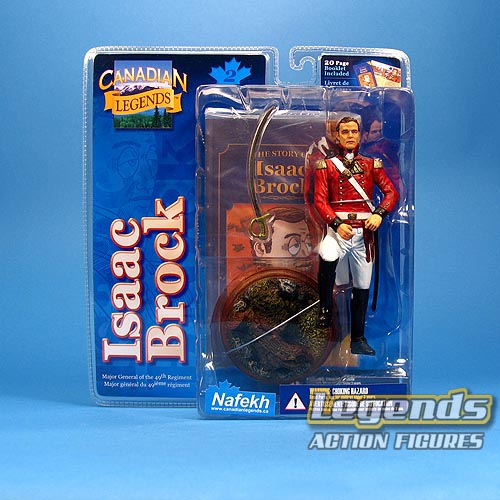 CANADIAN
LEGENDS
2
20 Page
Booklet
Included
Livret de
THE STORY OF
Isaac
Brock
Isaac
Brock
Major General of the 49th Regiment
Major général du 49ième régiment
Nafekh
www.canadianlegends.ca
WARNING: CHOKING HAZARD
Legends
ACTION FIGURES